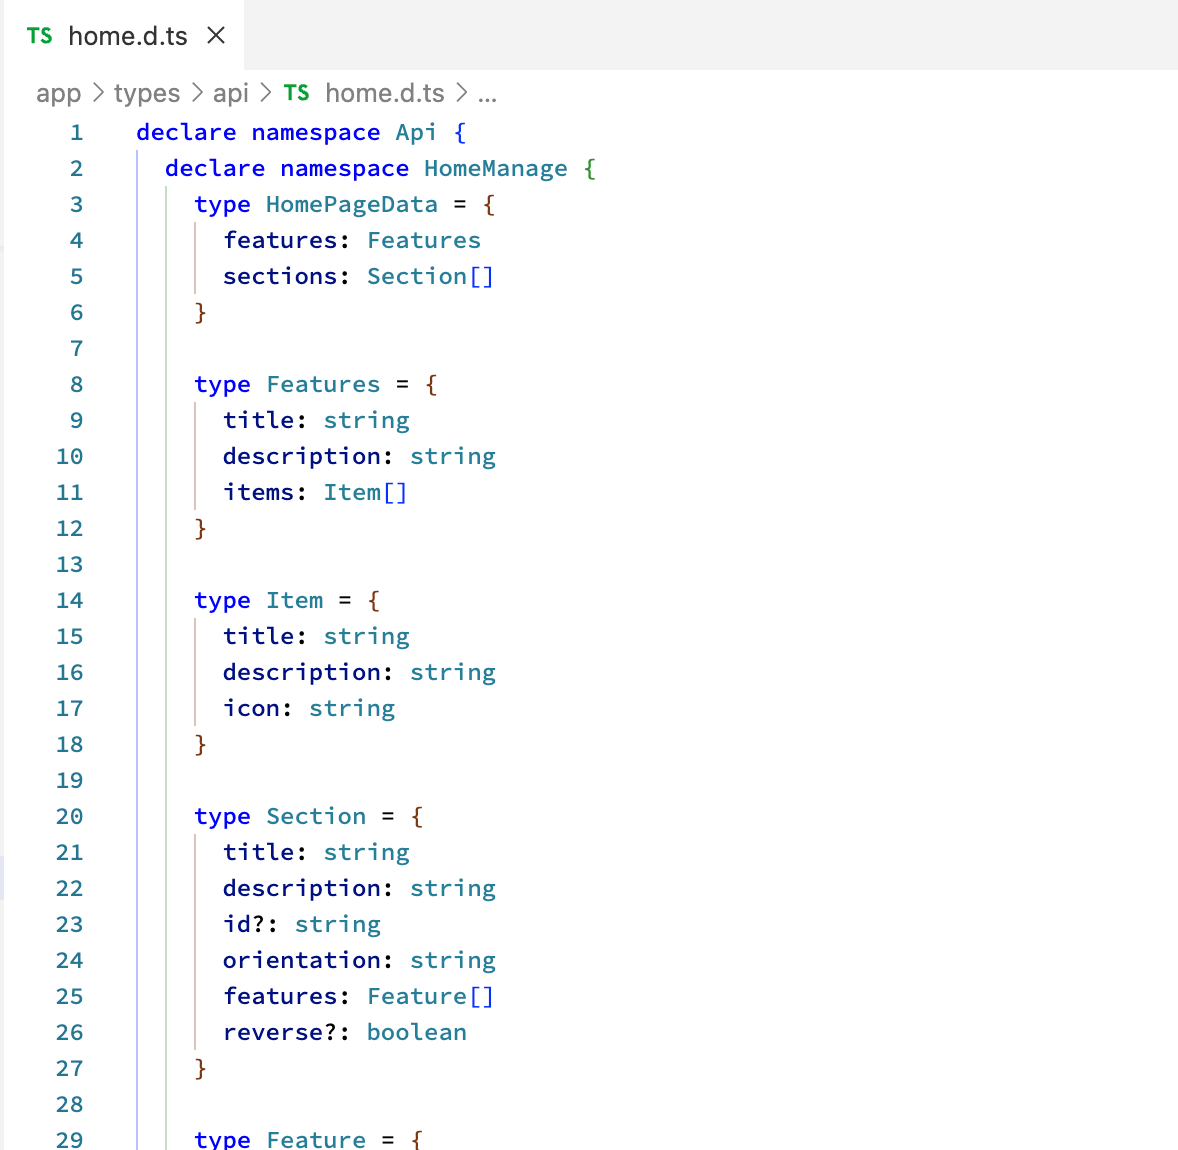 TS home.d.ts ×
app > types > api > TS home.d.ts > ...
1 declare namespace Api {
2 declare namespace HomeManage {
3 type HomePageData = {
4 features: Features
5 sections: Section[]
6 }
7
8 type Features = {
9 title: string
10 description: string
11 items: Item[]
12 }
13
14 type Item = {
15 title: string
16 description: string
17 icon: string
18 }
19
20 type Section = {
21 title: string
22 description: string
23 id?: string
24 orientation: string
25 features: Feature[]
26 reverse?: boolean
27 }
28
29 type Feature = {